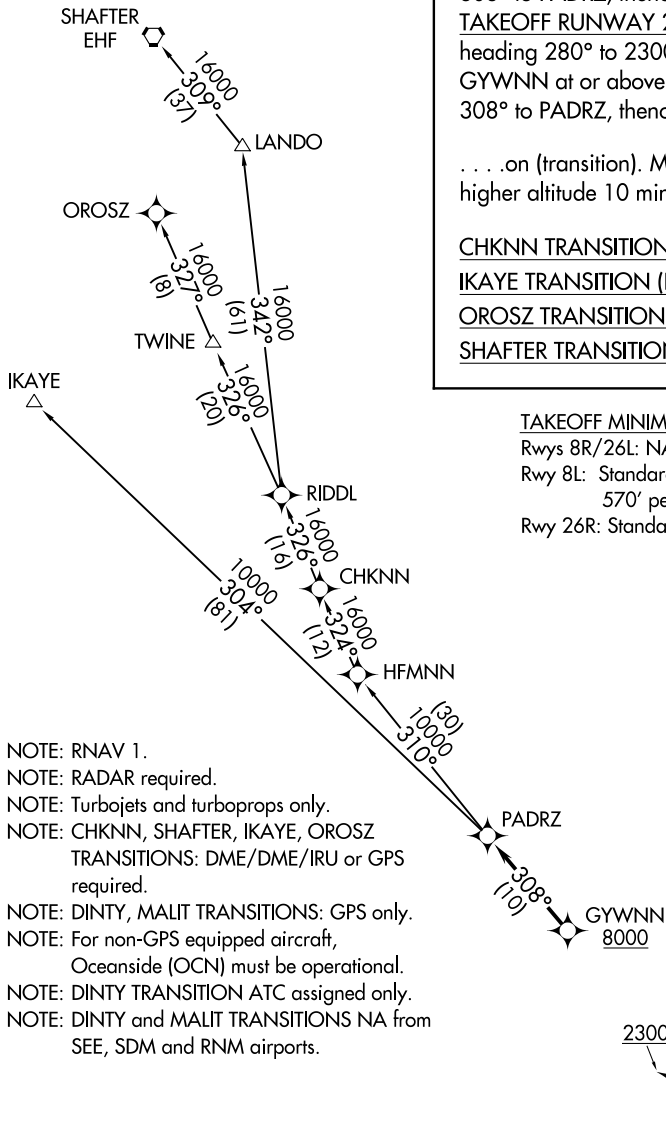 TAKEOFF RUNWAY 2
heading 280° to 2300
GYWNN at or above
308° to PADRZ, thenc
. . . .on (transition). M
higher altitude 10 min
CHKNN TRANSITION
IKAYE TRANSITION (
OROSZ TRANSITION
SHAFTER TRANSITION
TAKEOFF MINIM
Rwys 8R/26L: NA
Rwy 8L: Standar
570' pe
Rwy 26R: Standa
SHAFTER
EHF
16000
309°
(37)
LANDO
OROSZ
16000
327°
(8)
16000
342°
(61)
TWINE
16000
326°
(20)
IKAYE
RIDDL
16000
326°
(16)
CHKNN
10000
304°
(81)
16000
324°
(12)
HFMNN
(30)
10000
310°
PADRZ
308°
(10)
GYWNN
8000
2300
NOTE: RNAV 1.
NOTE: RADAR required.
NOTE: Turbojets and turboprops only.
NOTE: CHKNN, SHAFTER, IKAYE, OROSZ
TRANSITIONS: DME/DME/IRU or GPS
required.
NOTE: DINTY, MALIT TRANSITIONS: GPS only.
NOTE: For non-GPS equipped aircraft,
Oceanside (OCN) must be operational.
NOTE: DINTY TRANSITION ATC assigned only.
NOTE: DINTY and MALIT TRANSITIONS NA from
SEE, SDM and RNM airports.